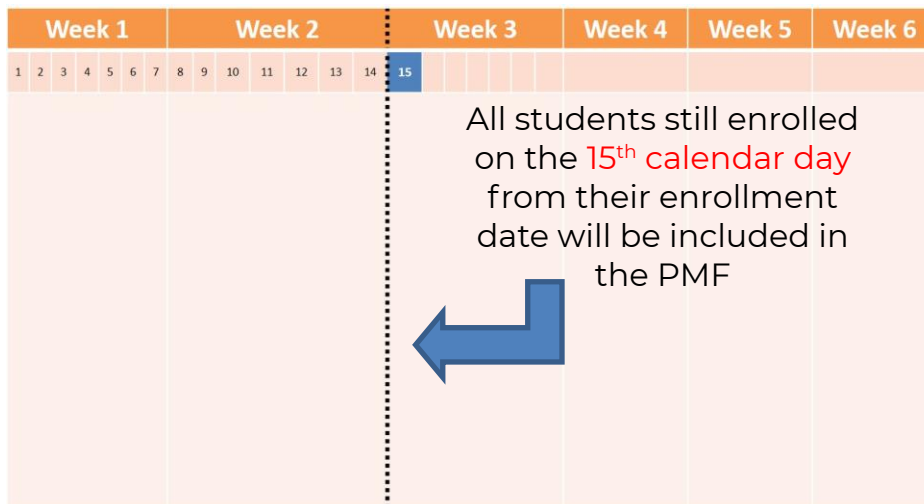 Week 1 Week 2 Week 3 Week 4 Week 5 Week 6
1 2 3 4 5 6 7 8 9 10 11 12 13 14 15
All students still enrolled
on the 15th calendar day
from their enrollment
date will be included in
the PMF